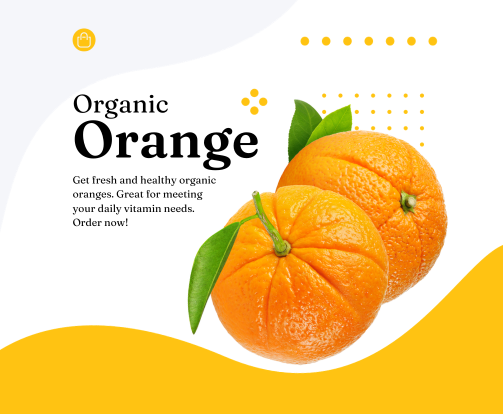 Organic
Orange
Get fresh and healthy organic
oranges. Great for meeting
your daily vitamin needs.
Order now!